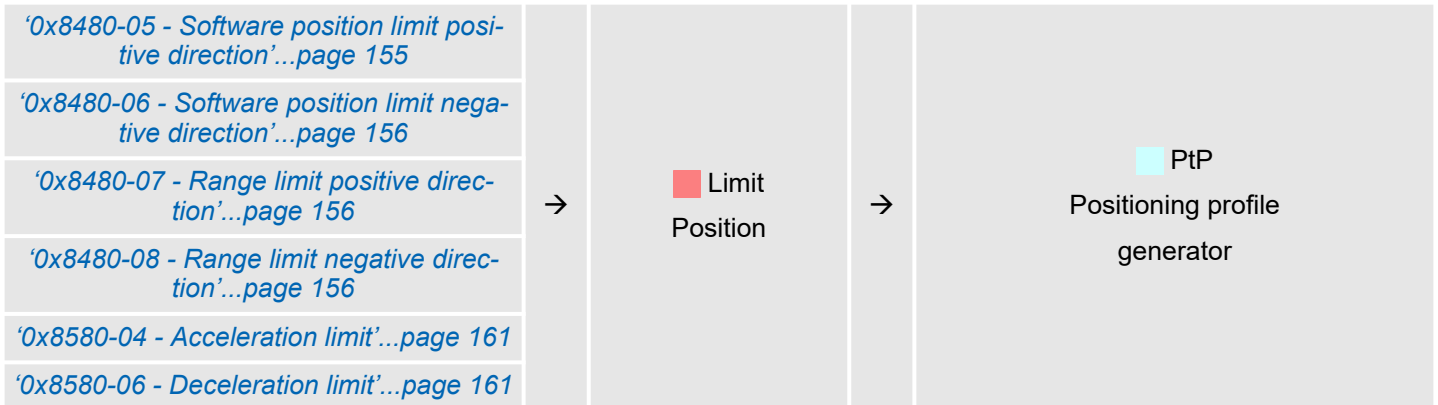 ‘0x8480-05 - Software position limit posi-
tive direction’...page 155
‘0x8480-06 - Software position limit nega-
tive direction’...page 156
‘0x8480-07 - Range limit positive direc-
tion’...page 156
‘0x8480-08 - Range limit negative direc-
tion’...page 156
‘0x8580-04 - Acceleration limit’...page 161
‘0x8580-06 - Deceleration limit’...page 161
→
Limit
Position
→
PtP
Positioning profile
generator